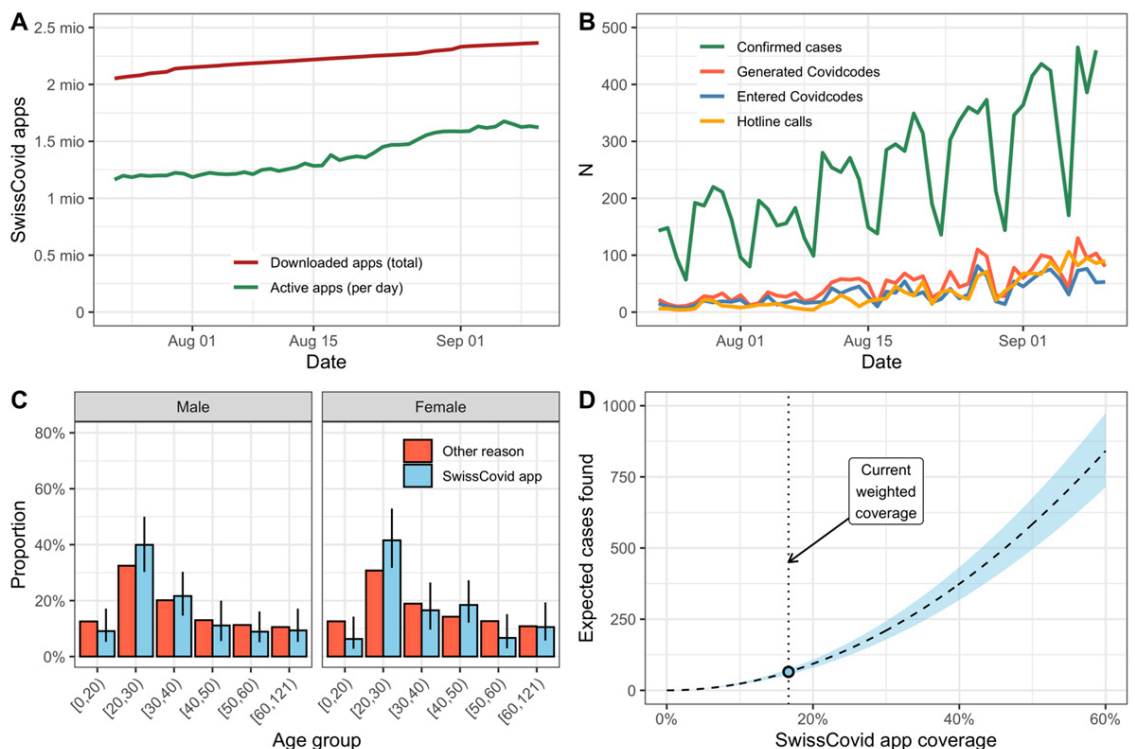 A
2.5 mio
2 mio
1.5 mio
1 mio
0.5 mio
0
SwissCovid apps
Downloaded apps (total)
Active apps (per day)
Aug 01
Aug 15
Sep 01
Date
B
500
400
300
200
100
0
N
Confirmed cases
Generated Covidcodes
Entered Covidcodes
Hotline calls
Aug 01
Aug 15
Sep 01
Date
C
Male
Female
80%
60%
40%
20%
0%
Proportion
Other reason
SwissCovid app
[0,20)
[20,30)
[30,40)
[40,50)
[50,60)
[60,121)
[0,20)
[20,30)
[30,40)
[40,50)
[50,60)
[60,121)
Age group
D
1000
750
500
250
0
Expected cases found
Current
weighted
coverage
0%
20%
40%
60%
SwissCovid app coverage